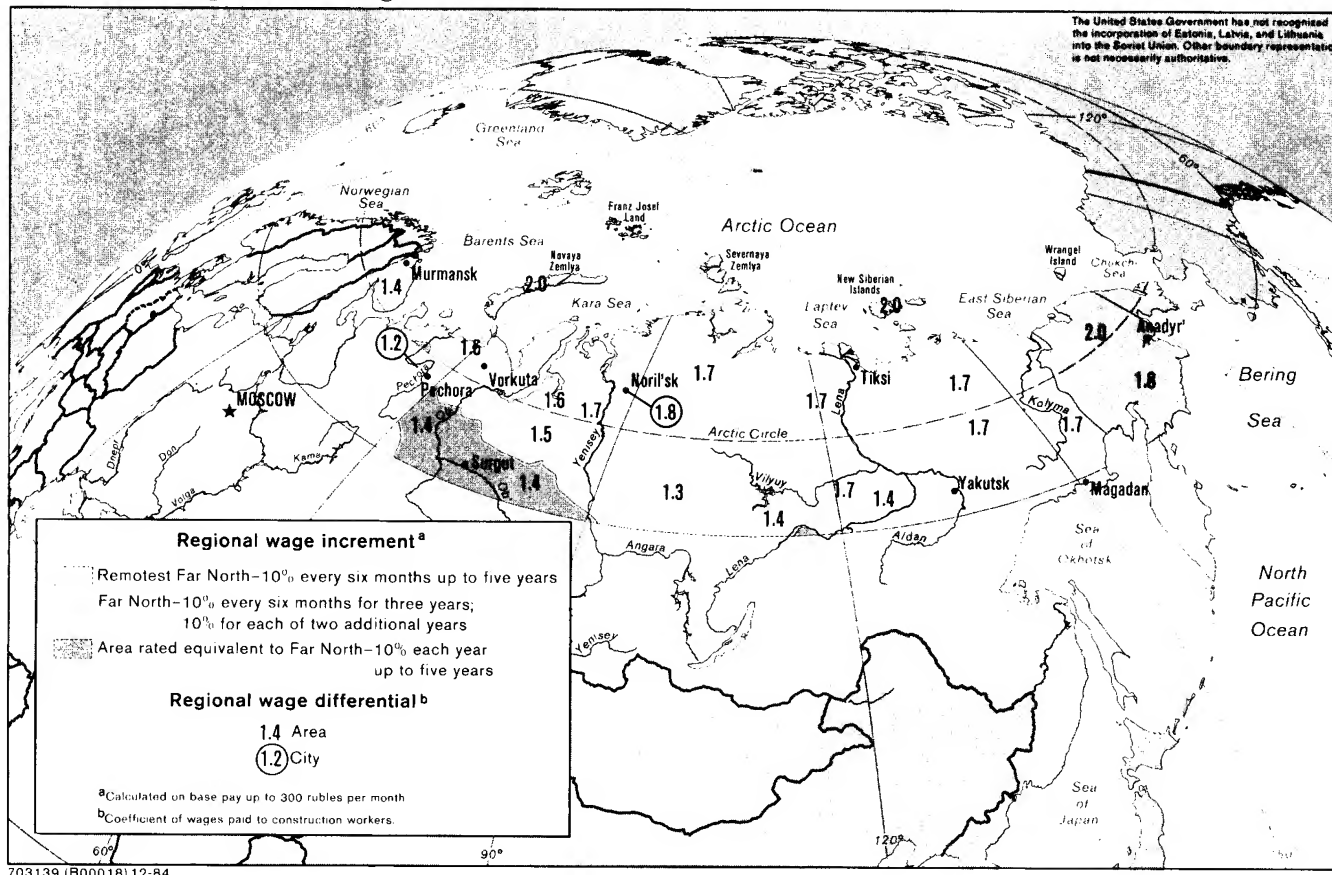 The United States Government has not recognized
the incorporation of Estonia, Latvia, and Lithuania
into the Soviet Union. Other boundary representation
is not necessarily authoritative.
120°
60°
Greenland
Sea
Norwegian
Sea
Franz Josef
Land
Arctic Ocean
Barents Sea
Novaya
Zemlya
2.0
Severnaya
Zemlya
Wrangel
Island
Chukchi
Sea
Murmansk
1.4
Kara Sea
New Siberian
Islands
2.0
Laptev
Sea
East Siberian
Sea
2.0
Anadyr'
1.2
1.6
Pechora
Pechora
Vorkuta
1.6
1.7
Noril'sk
1.8
1.7
Tiksi
1.7
Lena
1.7
1.8
Bering
Sea
MOSCOW
1.4
Ob'
1.5
Yenisey
Arctic Circle
1.7
Kolyma
1.7
Dnepr
Don
Volga
Kama
Surgut
Ob'
1.4
1.3
Vilyuy
1.4
1.7
1.4
Yakutsk
Magadan
Angara
Lena
Aldan
Sea
of
Okhotsk
North
Pacific
Ocean
Yenisey
Sea
of
Japan
Regional wage increment a
Remotest Far North–10% every six months up to five years
Far North–10% every six months for three years;
10% for each of two additional years
Area rated equivalent to Far North–10% each year
up to five years
Regional wage differential b
1.4 Area
1.2 City
a Calculated on base pay up to 300 rubles per month
b Coefficient of wages paid to construction workers.
60°
90°
120°
703139 (B00018) 12-84